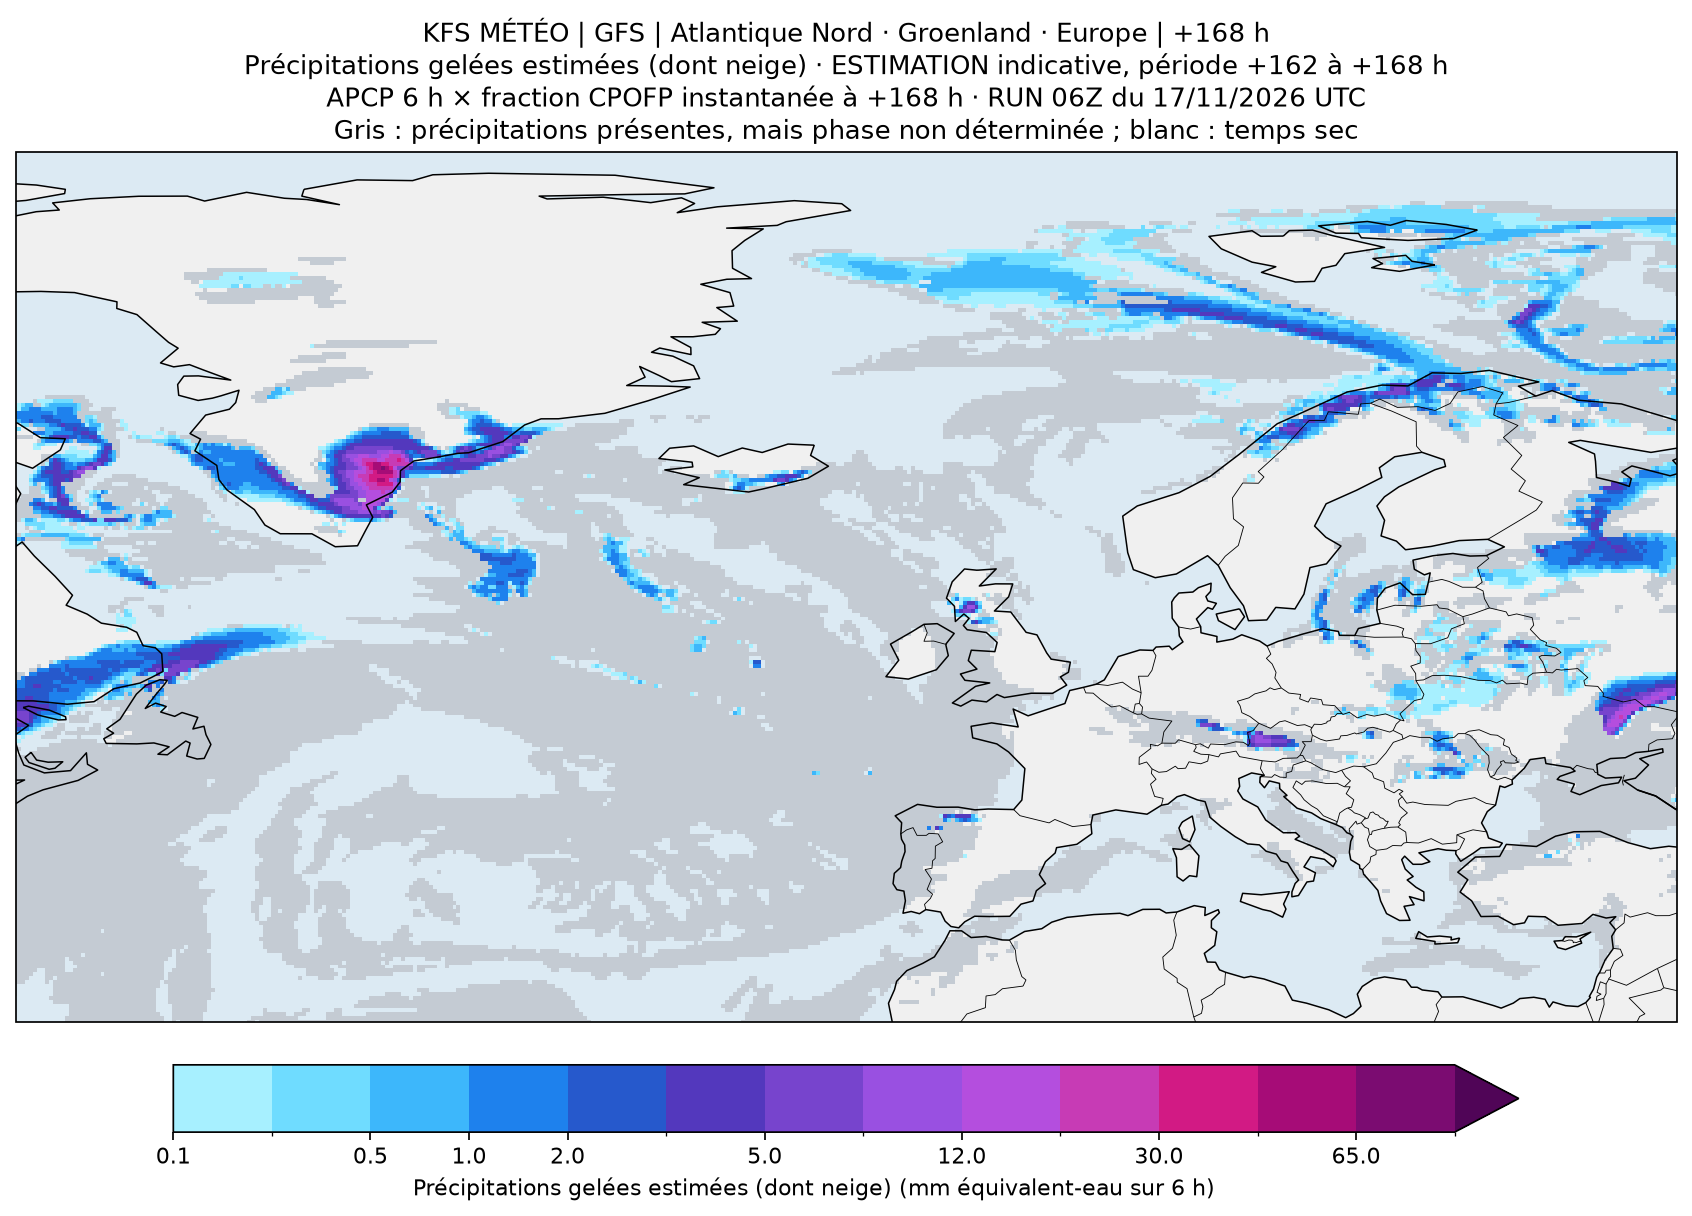 KFS MÉTÉO | GFS | Atlantique Nord · Groenland · Europe | +168 h
Précipitations gelées estimées (dont neige) · ESTIMATION indicative, période +162 à +168 h
APCP 6 h × fraction CPOFP instantanée à +168 h · RUN 06Z du 17/11/2026 UTC
Gris : précipitations présentes, mais phase non déterminée ; blanc : temps sec
0.1 0.5 1.0 2.0 5.0 12.0 30.0 65.0
Précipitations gelées estimées (dont neige) (mm équivalent-eau sur 6 h)